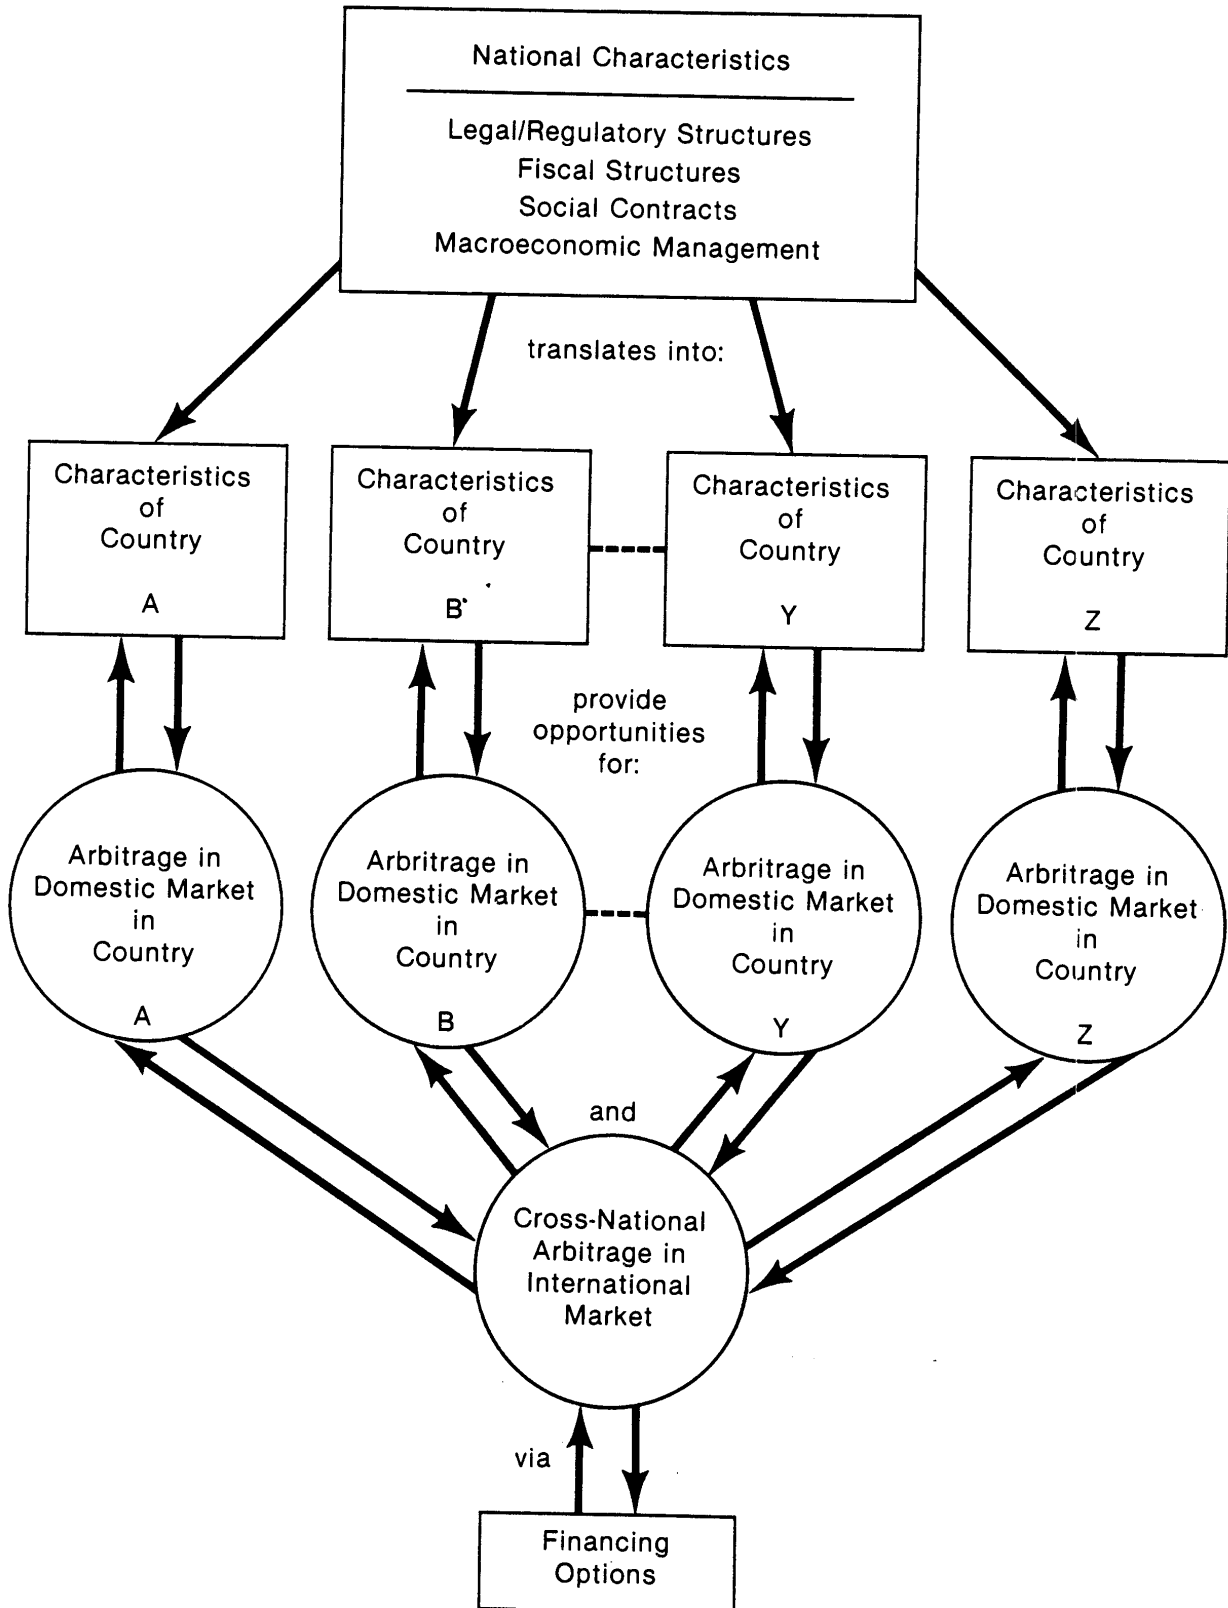 National Characteristics
Legal/Regulatory Structures
Fiscal Structures
Social Contracts
Macroeconomic Management
translates into:
Characteristics
of
Country
A
Characteristics
of
Country
B
Characteristics
of
Country
Y
Characteristics
of
Country
Z
provide
opportunities
for:
Arbitrage in
Domestic Market
in
Country
A
Arbritrage in
Domestic Market
in
Country
B
Arbritrage in
Domestic Market
in
Country
Y
Arbritrage in
Domestic Market
in
Country
Z
and
Cross-National
Arbitrage in
International
Market
via
Financing
Options